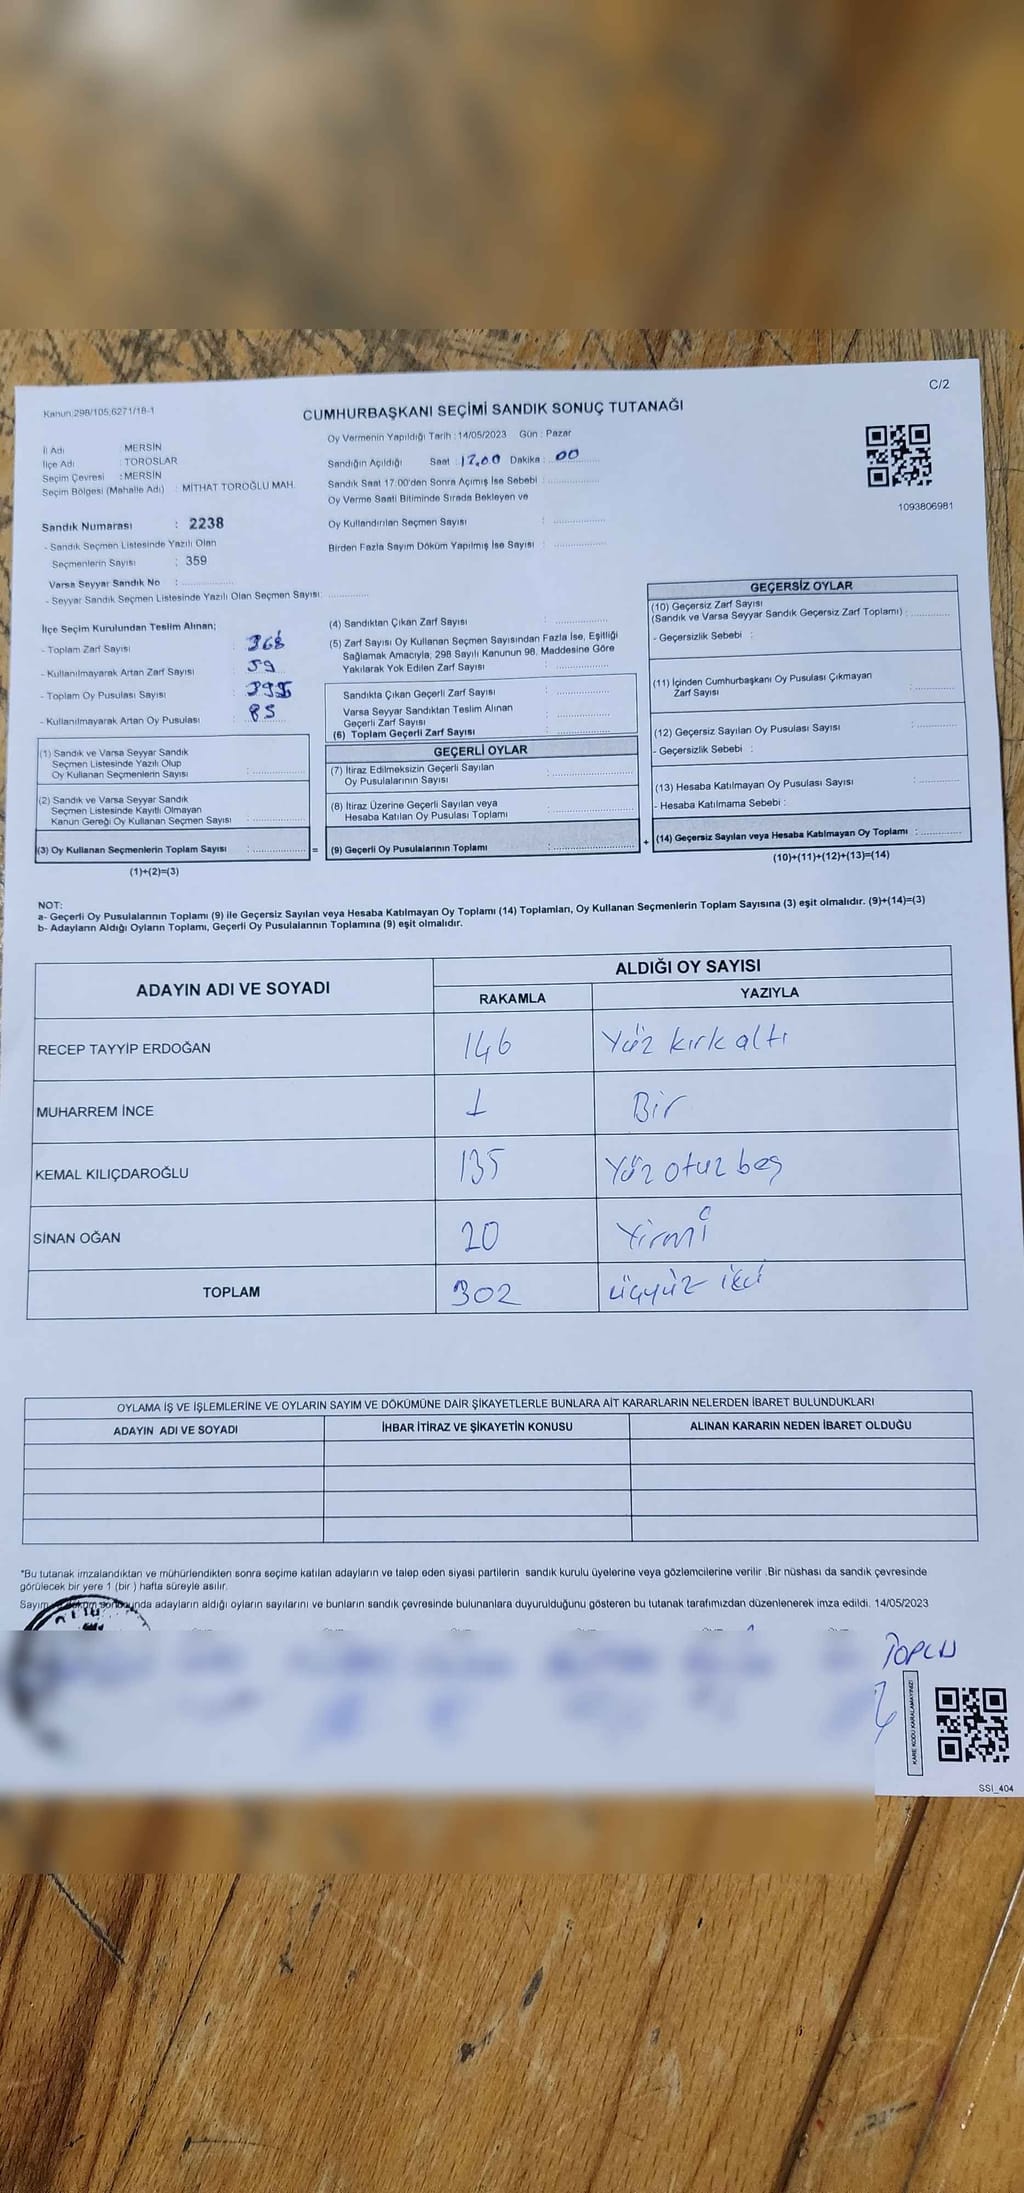 C/2
Kanun:298/105,6271/18-1
CUMHURBAŞKANI SEÇİMİ SANDIK SONUÇ TUTANAĞI
İl Adı : MERSİN
İlçe Adı : TOROSLAR
Seçim Çevresi : MERSİN
Seçim Bölgesi (Mahalle Adı) : MİTHAT TOROĞLU MAH.
Sandık Numarası : 2238
- Sandık Seçmen Listesinde Yazılı Olan
Seçmenlerin Sayısı : 359
Varsa Seyyar Sandık No :
- Seyyar Sandık Seçmen Listesinde Yazılı Olan Seçmen Sayısı:
Oy Vermenin Yapıldığı Tarih : 14/05/2023 Gün : Pazar
Sandığın Açıldığı Saat : 17.00 Dakika : 00
Sandık Saat 17:00'den Sonra Açımış İse Sebebi :
Oy Verme Saati Bitiminde Sırada Bekleyen ve
Oy Kullandırılan Seçmen Sayısı :
Birden Fazla Sayım Döküm Yapılmış İse Sayısı :
1093806981
İlçe Seçim Kurulundan Teslim Alınan;
- Toplam Zarf Sayısı : 368
- Kullanılmayarak Artan Zarf Sayısı : 59
- Toplam Oy Pusulası Sayısı : 395
- Kullanılmayarak Artan Oy Pusulası : 85
(1) Sandık ve Varsa Seyyar Sandık
Seçmen Listesinde Yazılı Olup
Oy Kullanan Seçmenlerin Sayısı :
(2) Sandık ve Varsa Seyyar Sandık
Seçmen Listesinde Kayıtlı Olmayan
Kanun Gereği Oy Kullanan Seçmen Sayısı :
(3) Oy Kullanan Seçmenlerin Toplam Sayısı :
(1)+(2)=(3)
=
(4) Sandıktan Çıkan Zarf Sayısı :
(5) Zarf Sayısı Oy Kullanan Seçmen Sayısından Fazla İse, Eşitliği
Sağlamak Amacıyla, 298 Sayılı Kanunun 98. Maddesine Göre
Yakılarak Yok Edilen Zarf Sayısı :
Sandıkta Çıkan Geçerli Zarf Sayısı :
Varsa Seyyar Sandıktan Teslim Alınan
Geçerli Zarf Sayısı :
(6) Toplam Geçerli Zarf Sayısı :
GEÇERLİ OYLAR
(7) İtiraz Edilmeksizin Geçerli Sayılan
Oy Pusulalarının Sayısı :
(8) İtiraz Üzerine Geçerli Sayılan veya
Hesaba Katılan Oy Pusulası Toplamı :
(9) Geçerli Oy Pusulalarının Toplamı :
+
GEÇERSİZ OYLAR
(10) Geçersiz Zarf Sayısı
(Sandık ve Varsa Seyyar Sandık Geçersiz Zarf Toplamı) :
- Geçersizlik Sebebi :
(11) İçinden Cumhurbaşkanı Oy Pusulası Çıkmayan
Zarf Sayısı :
(12) Geçersiz Sayılan Oy Pusulası Sayısı :
- Geçersizlik Sebebi :
(13) Hesaba Katılmayan Oy Pusulası Sayısı :
- Hesaba Katılmama Sebebi :
(14) Geçersiz Sayılan veya Hesaba Katılmayan Oy Toplamı :
(10)+(11)+(12)+(13)=(14)
NOT:
a- Geçerli Oy Pusulalarının Toplamı (9) ile Geçersiz Sayılan veya Hesaba Katılmayan Oy Toplamı (14) Toplamları, Oy Kullanan Seçmenlerin Toplam Sayısına (3) eşit olmalıdır. (9)+(14)=(3)
b- Adayların Aldığı Oyların Toplamı, Geçerli Oy Pusulalarının Toplamına (9) eşit olmalıdır.
ADAYIN ADI VE SOYADI ALDIĞI OY SAYISI
RAKAMLA YAZIYLA
RECEP TAYYİP ERDOĞAN 146 Yüz kırk altı
MUHARREM İNCE 1 Bir
KEMAL KILIÇDAROĞLU 135 Yüz otuz beş
SİNAN OĞAN 20 Yirmi
TOPLAM 302 üçyüz iki
OYLAMA İŞ VE İŞLEMLERİNE VE OYLARIN SAYIM VE DÖKÜMÜNE DAİR ŞİKAYETLERLE BUNLARA AİT KARARLARIN NELERDEN İBARET BULUNDUKLARI
ADAYIN ADI VE SOYADI İHBAR İTİRAZ VE ŞİKAYETİN KONUSU ALINAN KARARIN NEDEN İBARET OLDUĞU
*Bu tutanak imzalandıktan ve mühürlendikten sonra seçime katılan adayların ve talep eden siyasi partilerin sandık kurulu üyelerine veya gözlemcilerine verilir .Bir nüshası da sandık çevresinde
görülecek bir yere 1 (bir ) hafta süreyle asılır.
Sayım adayların aldığı oyların sayılarını ve bunların sandık çevresinde bulunanlara duyurulduğunu gösteren bu tutanak tarafımızdan düzenlenerek imza edildi. 14/05/2023
KARE KODU KARALAMAYINIZ!
SSI_404